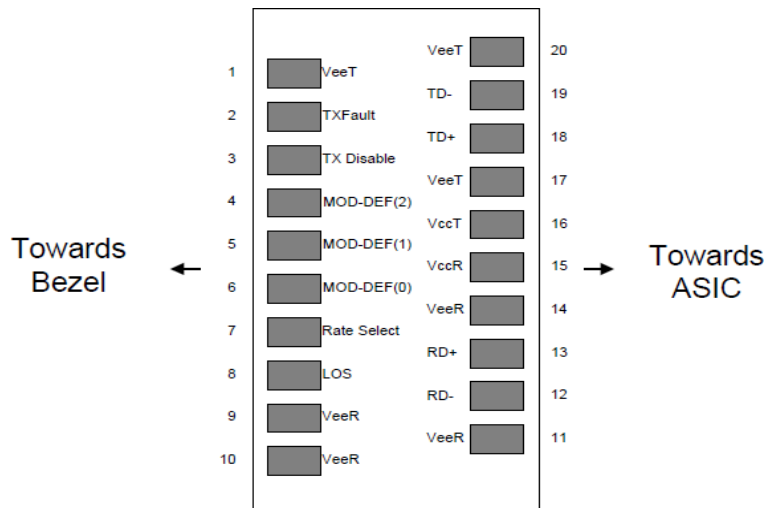 Towards
Bezel
1 VeeT
2 TXFault
3 TX Disable
4 MOD-DEF(2)
5 MOD-DEF(1)
6 MOD-DEF(0)
7 Rate Select
8 LOS
9 VeeR
10 VeeR
VeeT 20
TD- 19
TD+ 18
VeeT 17
VccT 16
VccR 15
VeeR 14
RD+ 13
RD- 12
VeeR 11
Towards
ASIC